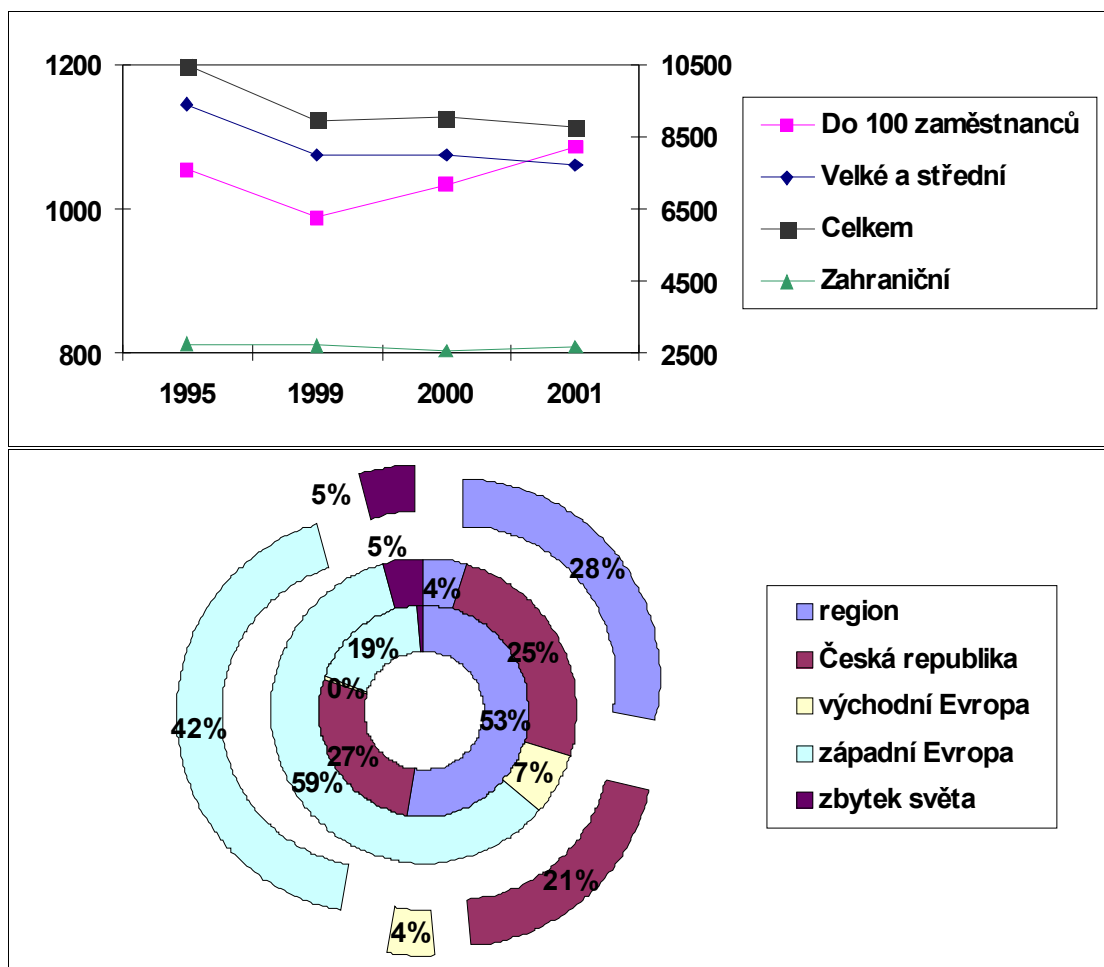 1200
1000
800
10500
8500
6500
4500
2500
1995 1999 2000 2001
Do 100 zaměstnanců
Velké a střední
Celkem
Zahraniční
5%
5%
4%
28%
25%
19%
0%
53%
42%
27%
59%
7%
21%
4%
region
Česká republika
východní Evropa
západní Evropa
zbytek světa